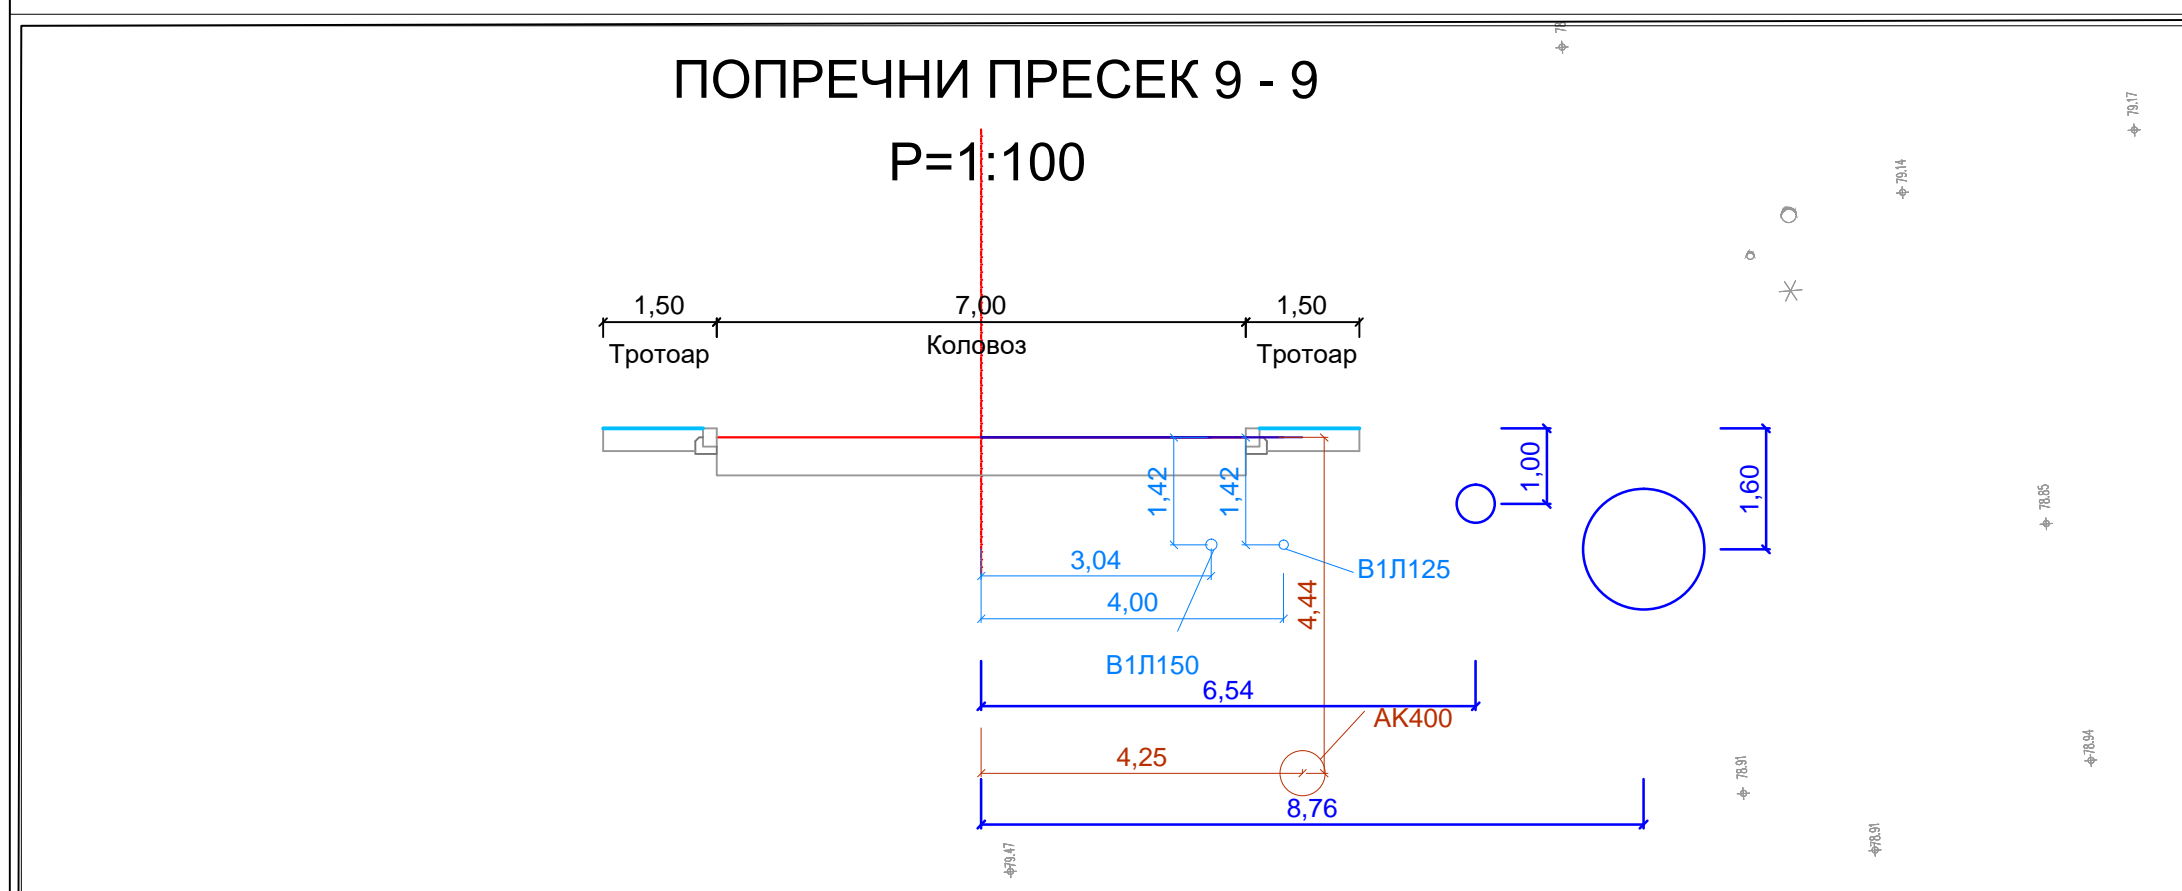 ПОПРЕЧНИ ПРЕСЕК 9 - 9
Р=1:100
79.17
79.14
1,50
7,00
1,50
Тротоар
Коловоз
Тротоар
1,42
1,42
1,00
1,60
78.85
3,04
В1Л125
4,00
4,44
В1Л150
6,54
АК400
4,25
78.94
78.91
8,76
78.91
79.47